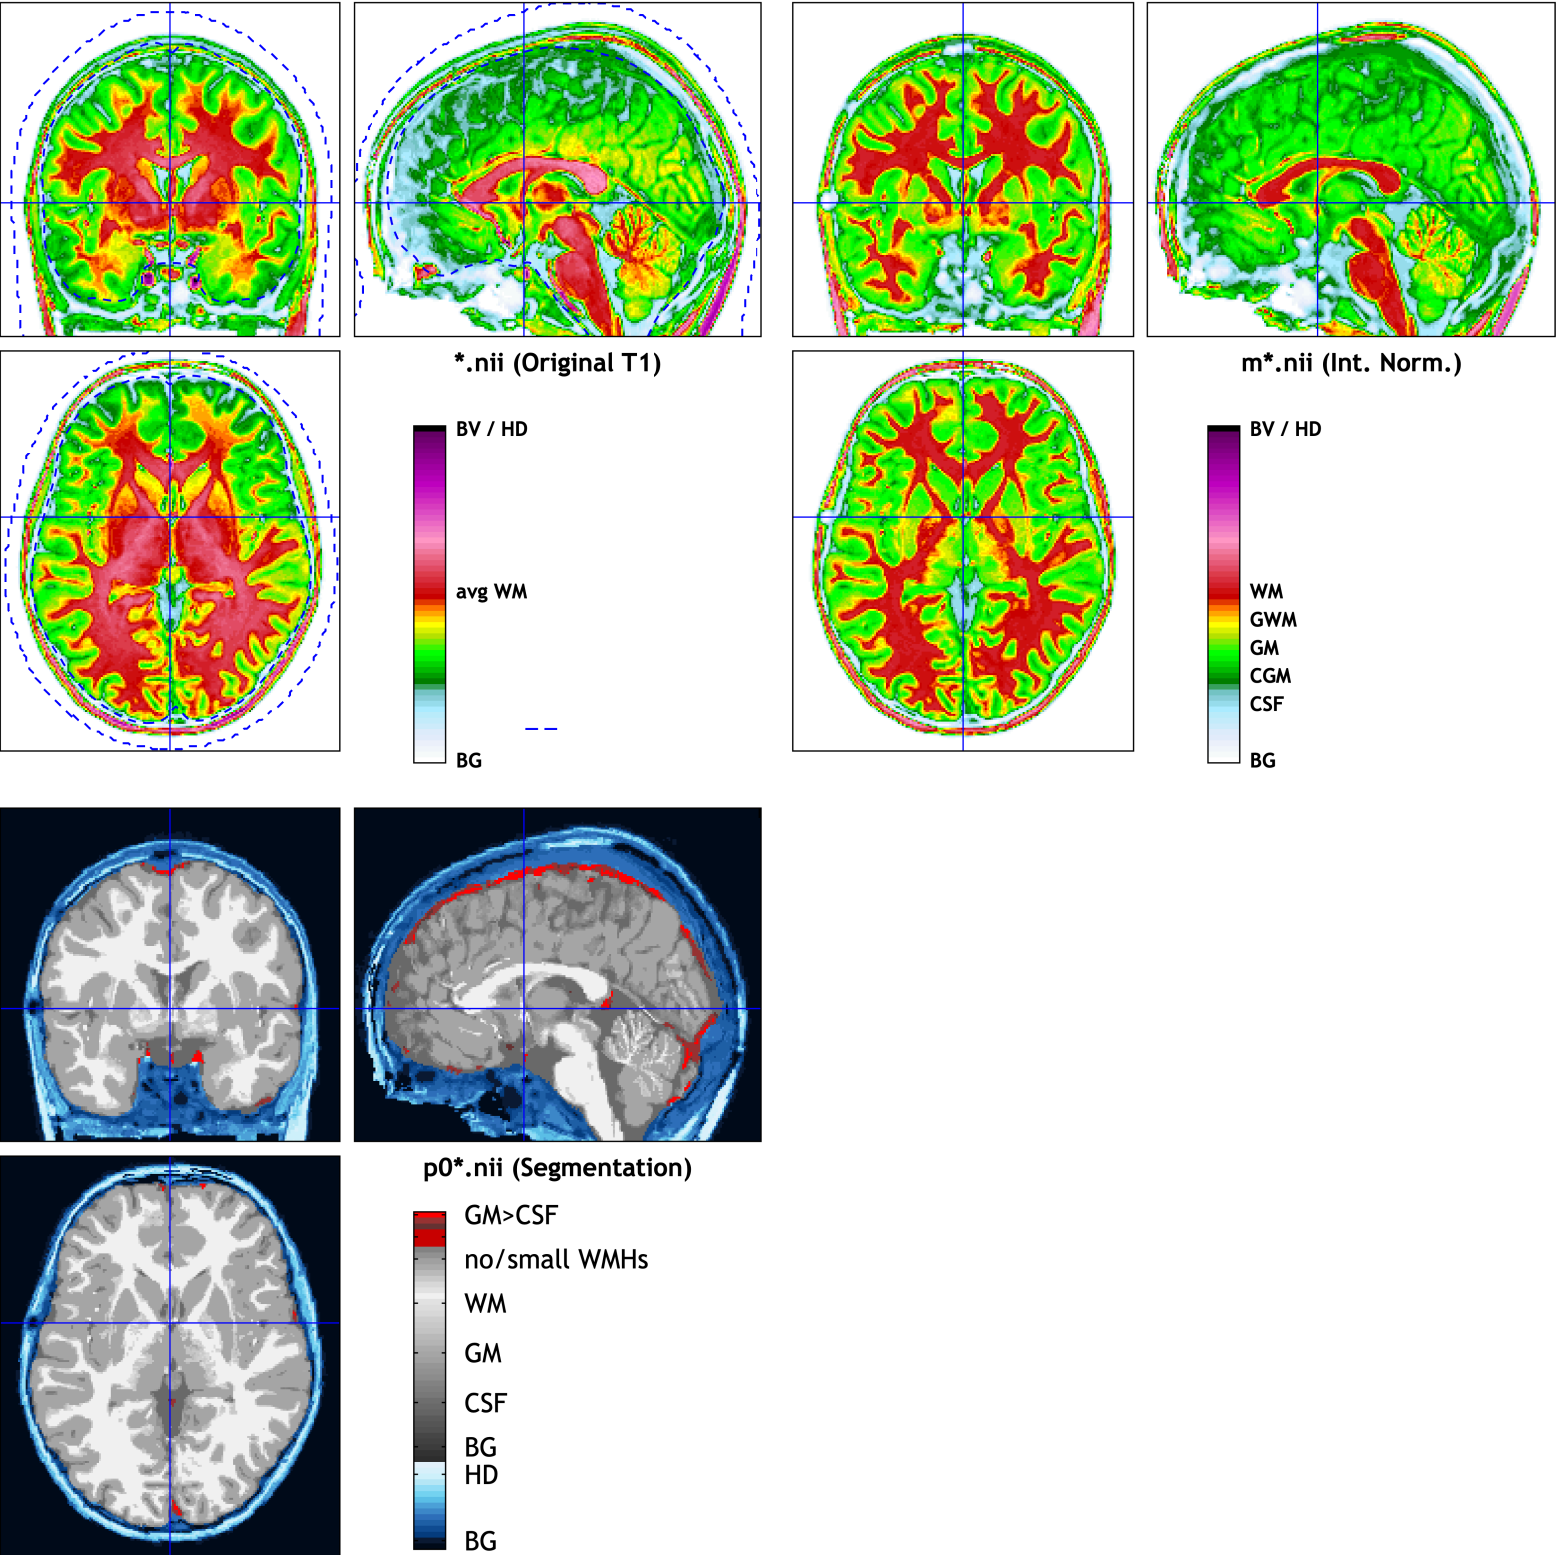 *.nii (Original T1)
BV / HD
avg WM
BG
m*.nii (Int. Norm.)
BV / HD
WM
GWM
GM
CGM
CSF
BG
p0*.nii (Segmentation)
GM>CSF
no/small WMHs
WM
GM
CSF
BG
HD
BG